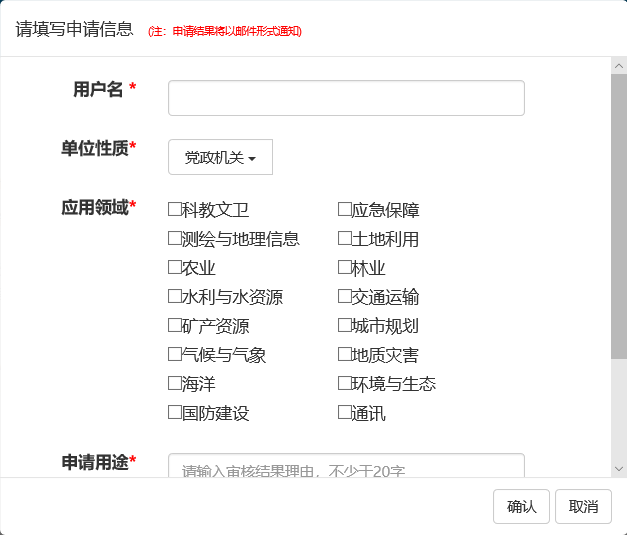 请填写申请信息 (注：申请结果将以邮件形式通知)
用户名 *
单位性质* 党政机关
应用领域* 科教文卫 应急保障
测绘与地理信息 土地利用
农业 林业
水利与水资源 交通运输
矿产资源 城市规划
气候与气象 地质灾害
海洋 环境与生态
国防建设 通讯
申请用途* 请输入审核结果理由，不少于20字
确认 取消